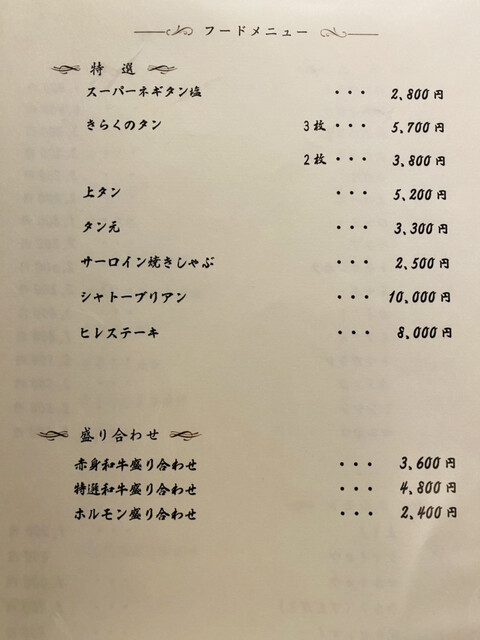 フードメニュー
特選
スーパーネギタン塩 ・・・ 2,800円
きらくのタン 3枚・・・ 5,700円
2枚・・・ 3,800円
上タン ・・・ 5,200円
タン元 ・・・ 3,300円
サーロイン焼きしゃぶ ・・・ 2,500円
シャトーブリアン ・・・ 10,000円
ヒレステーキ ・・・ 8,000円
盛り合わせ
赤身和牛盛り合わせ ・・・ 3,600円
特選和牛盛り合わせ ・・・ 4,800円
ホルモン盛り合わせ ・・・ 2,400円